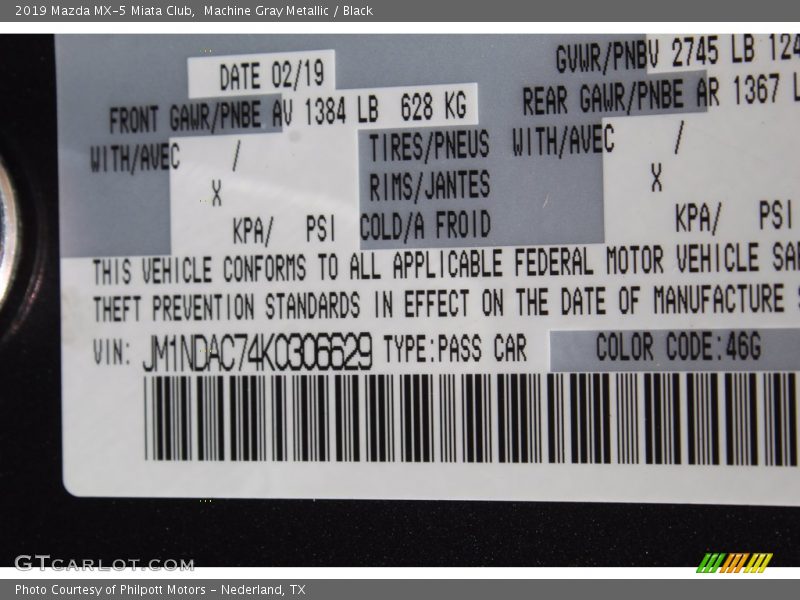 2019 Mazda MX-5 Miata Club,  Machine Gray Metallic / Black
DATE 02/19
GVWR/PNBV 2745 LB 124
FRONT GAWR/PNBE AV 1384 LB 628 KG
REAR GAWR/PNBE AR 1367 L
WITH/AVEC /
TIRES/PNEUS WITH/AVEC /
X RIMS/JANTES X
KPA/ PSI COLD/A FROID KPA/ PSI
THIS VEHICLE CONFORMS TO ALL APPLICABLE FEDERAL MOTOR VEHICLE SA
THEFT PREVENTION STANDARDS IN EFFECT ON THE DATE OF MANUFACTURE
VIN: JM1NDAC74K0306629 TYPE:PASS CAR COLOR CODE:46G
GTCARLOT.COM
Photo Courtesy of Philpott Motors - Nederland, TX